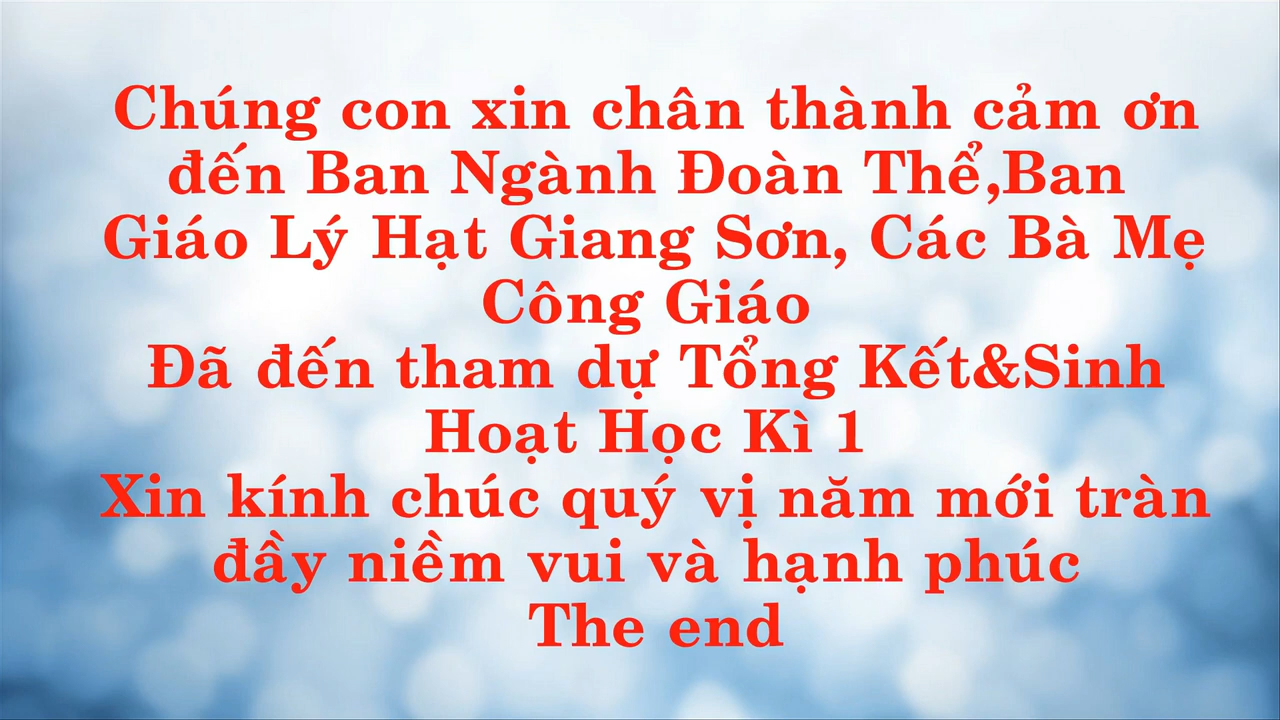 Chúng con xin chân thành cảm ơn
đến Ban Ngành Đoàn Thể,Ban
Giáo Lý Hạt Giang Sơn, Các Bà Mẹ
Công Giáo
Đã đến tham dự Tổng Kết&Sinh
Hoạt Học Kì 1
Xin kính chúc quý vị năm mới tràn
đầy niềm vui và hạnh phúc
The end